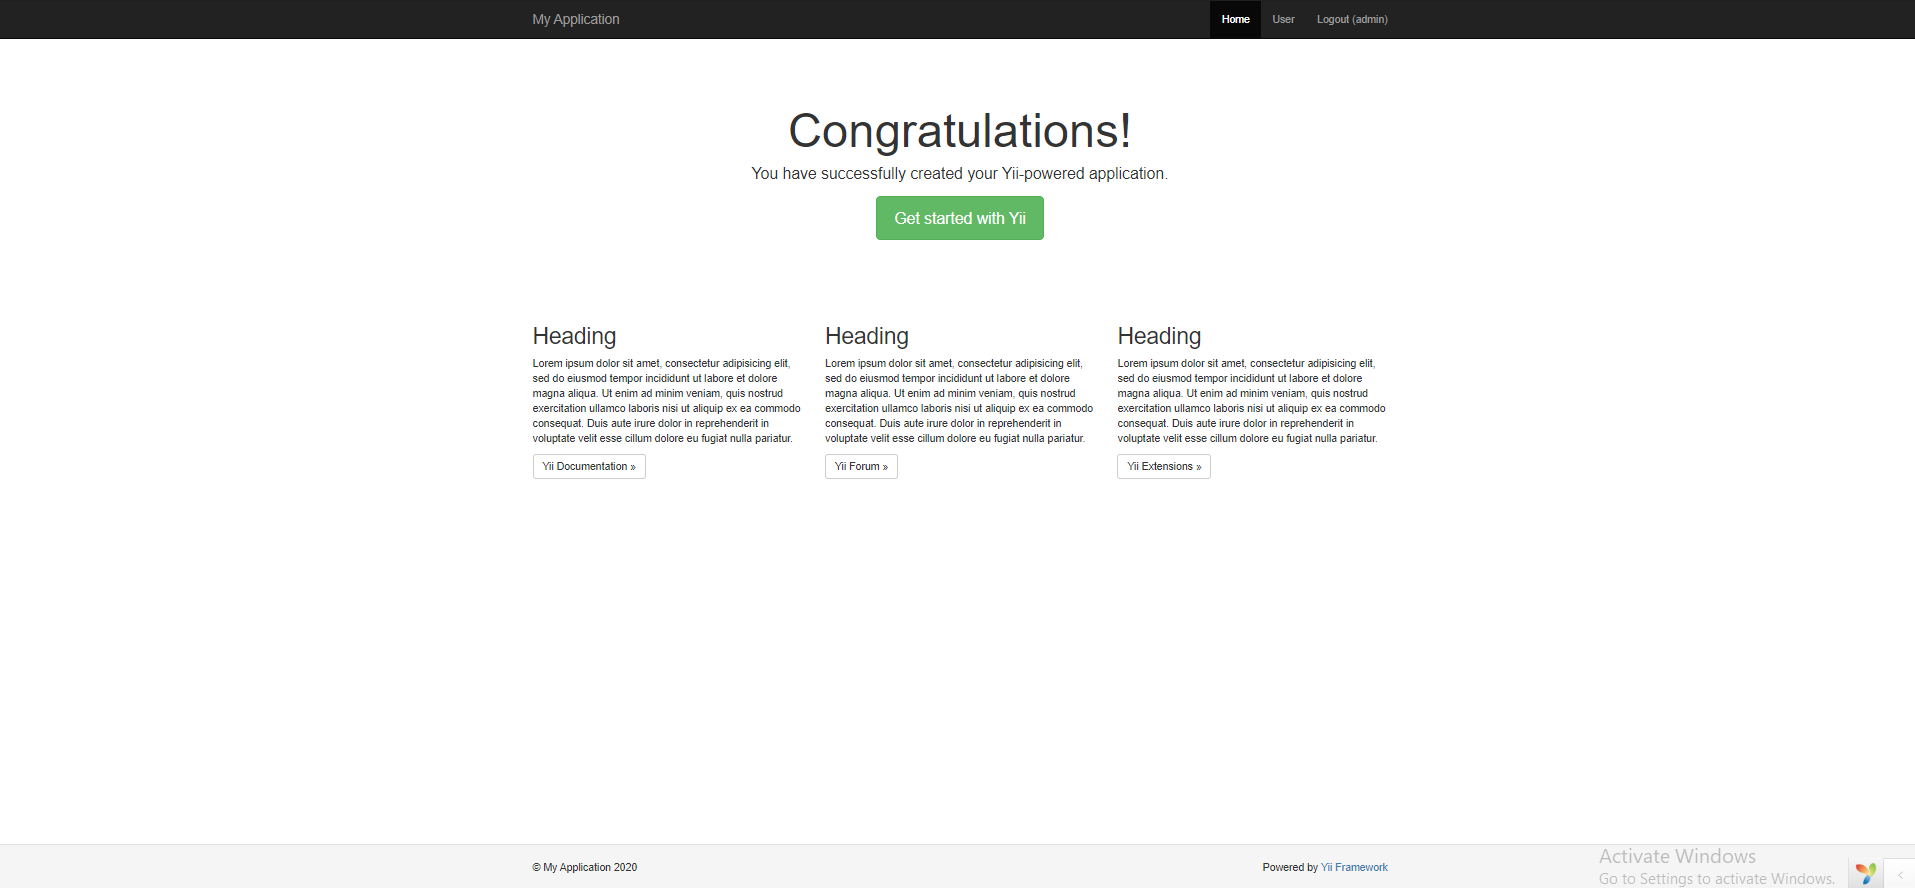 My Application
Home User Logout (admin)
Congratulations!
You have successfully created your Yii-powered application.
Get started with Yii
Heading
Lorem ipsum dolor sit amet, consectetur adipisicing elit,
sed do eiusmod tempor incididunt ut labore et dolore
magna aliqua. Ut enim ad minim veniam, quis nostrud
exercitation ullamco laboris nisi ut aliquip ex ea commodo
consequat. Duis aute irure dolor in reprehenderit in
voluptate velit esse cillum dolore eu fugiat nulla pariatur.
Yii Documentation »
Heading
Lorem ipsum dolor sit amet, consectetur adipisicing elit,
sed do eiusmod tempor incididunt ut labore et dolore
magna aliqua. Ut enim ad minim veniam, quis nostrud
exercitation ullamco laboris nisi ut aliquip ex ea commodo
consequat. Duis aute irure dolor in reprehenderit in
voluptate velit esse cillum dolore eu fugiat nulla pariatur.
Yii Forum »
Heading
Lorem ipsum dolor sit amet, consectetur adipisicing elit,
sed do eiusmod tempor incididunt ut labore et dolore
magna aliqua. Ut enim ad minim veniam, quis nostrud
exercitation ullamco laboris nisi ut aliquip ex ea commodo
consequat. Duis aute irure dolor in reprehenderit in
voluptate velit esse cillum dolore eu fugiat nulla pariatur.
Yii Extensions »
© My Application 2020
Powered by Yii Framework
Activate Windows
Go to Settings to activate Windows.